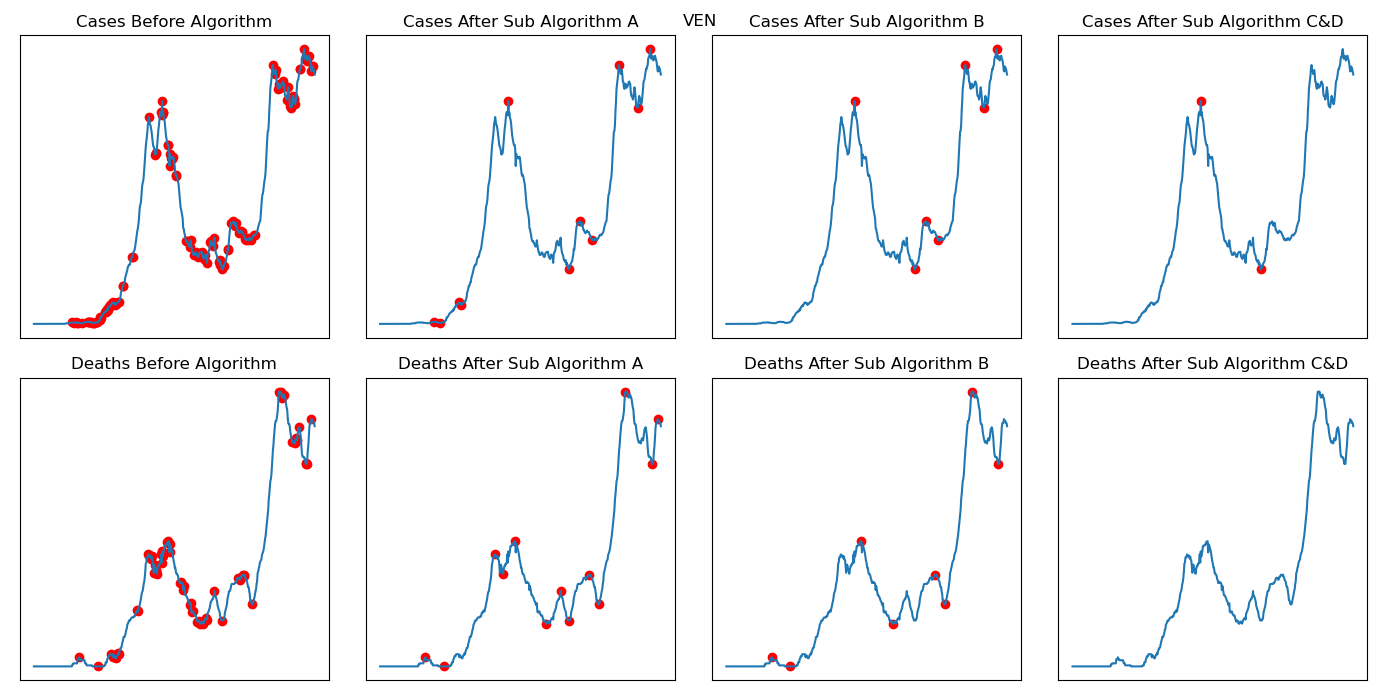 VEN
Cases Before Algorithm
Cases After Sub Algorithm A
Cases After Sub Algorithm B
Cases After Sub Algorithm C&D
Deaths Before Algorithm
Deaths After Sub Algorithm A
Deaths After Sub Algorithm B
Deaths After Sub Algorithm C&D